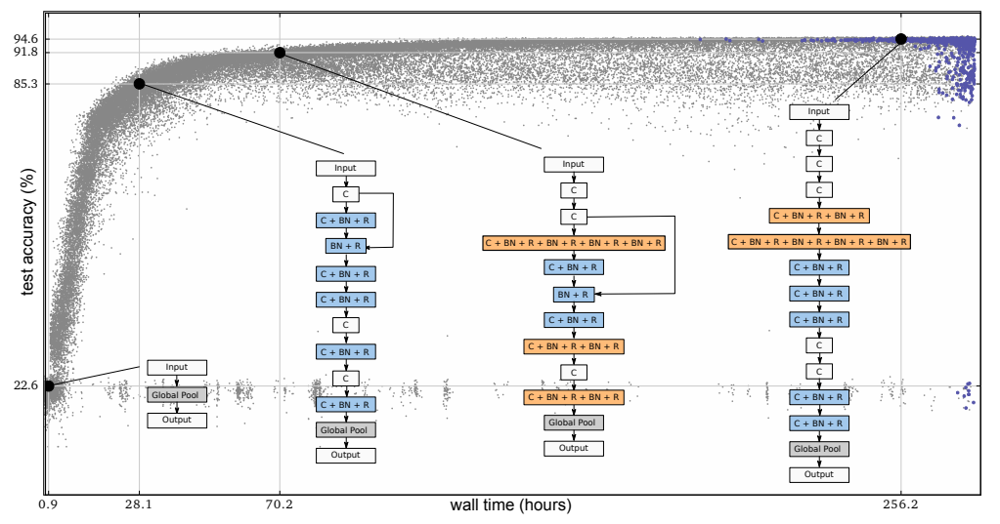 94.6
91.8
85.3
22.6
test accuracy (%)
0.9
28.1
70.2
256.2
wall time (hours)
Input
Global Pool
Output
Input
C
C + BN + R
BN + R
C + BN + R
C + BN + R
C
C + BN + R
C
C + BN + R
Global Pool
Output
Input
C
C
C + BN + R + BN + R + BN + R + BN + R
C + BN + R
BN + R
C + BN + R
C + BN + R + BN + R
C
C + BN + R + BN + R
Global Pool
Output
Input
C
C
C
C + BN + R + BN + R
C + BN + R + BN + R + BN + R + BN + R
C + BN + R
C + BN + R
C + BN + R
C
C
C + BN + R
C + BN + R
Global Pool
Output